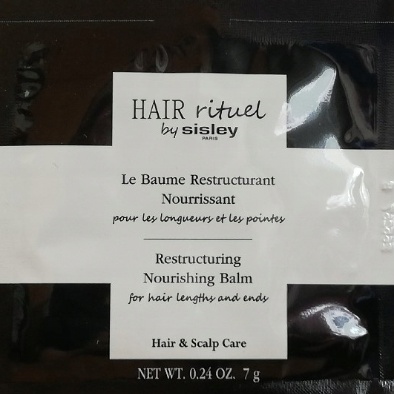 HAIR rituel
by sisley
PARIS
Le Baume Restructurant
Nourrissant
pour les longueurs et les pointes
Restructuring
Nourishing Balm
for hair lengths and ends
Hair & Scalp Care
NET WT. 0.24 OZ. 7 g